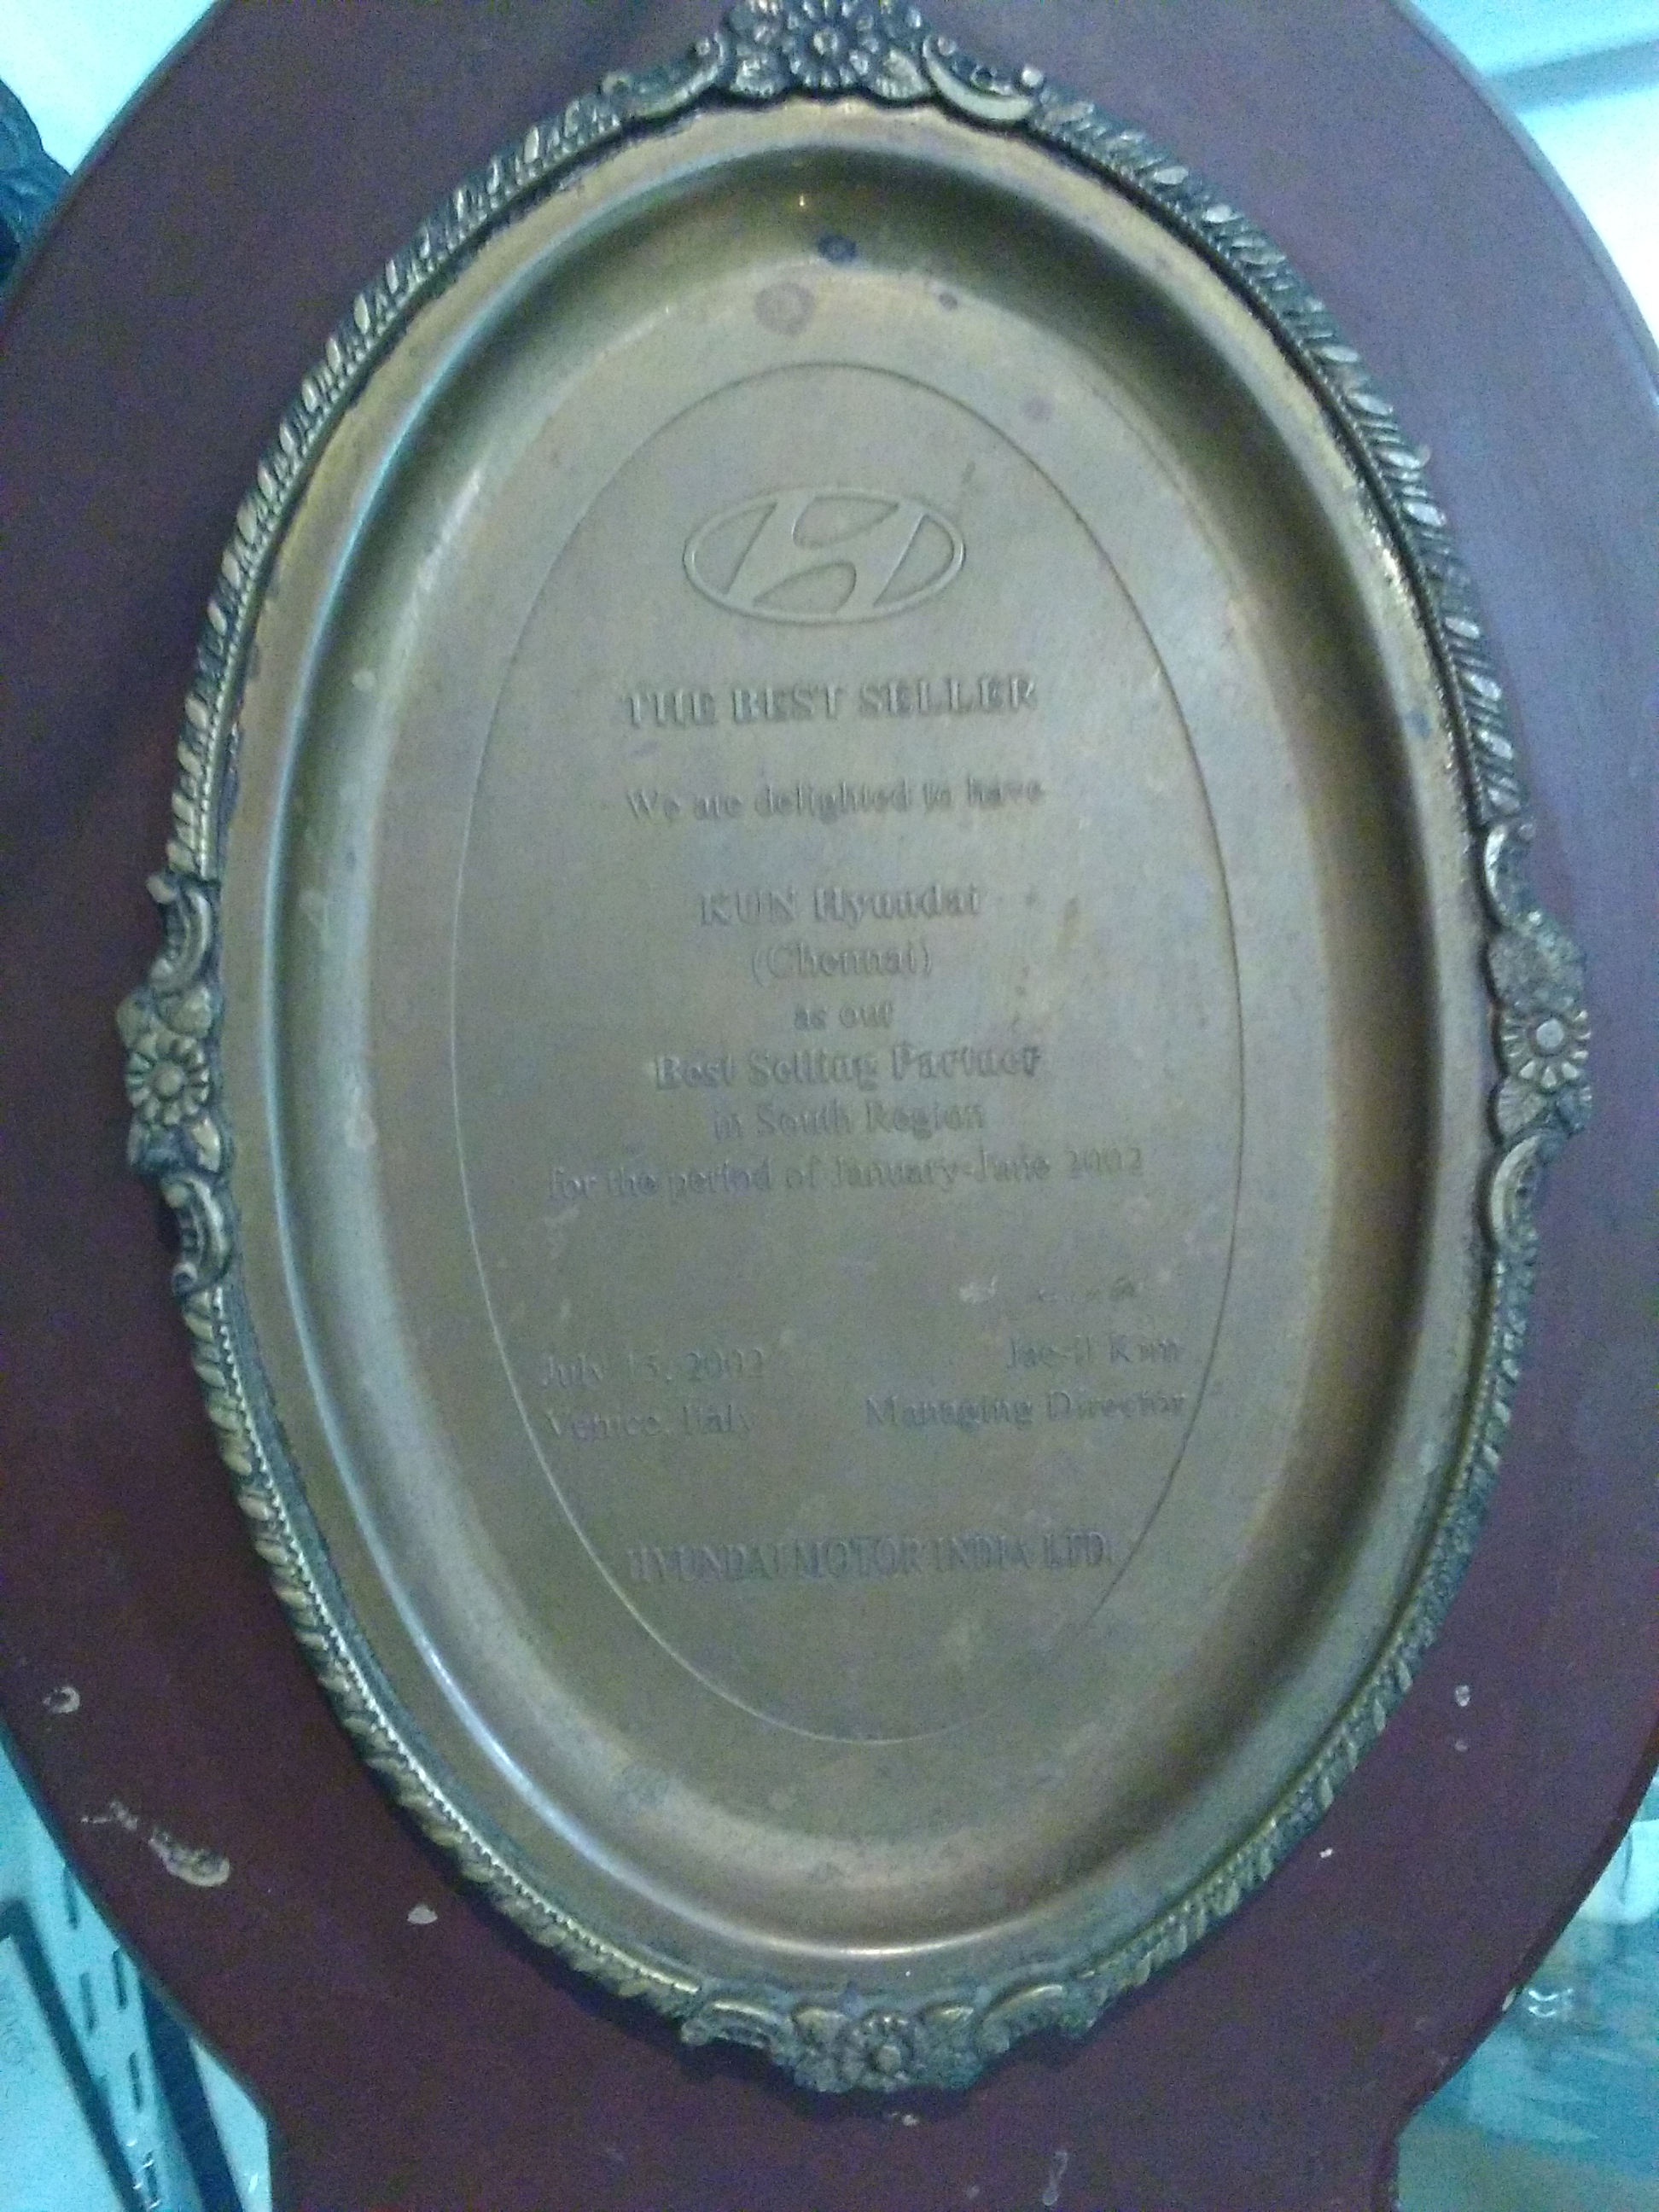 THE BEST SELLER
We are delighted to have
KUN Hyundai
(Chennai)
as our
Best Selling Partner
in South Region
for the period of January-June 2002
July 15, 2002
Venice, Italy
Jae-il Kim
Managing Director
HYUNDAI MOTOR INDIA LTD.